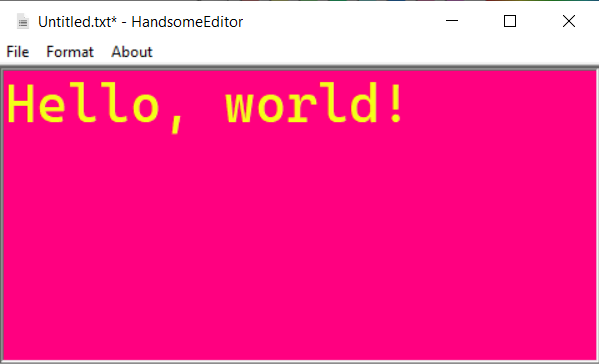 Untitled.txt* - HandsomeEditor
File Format About
Hello, world!